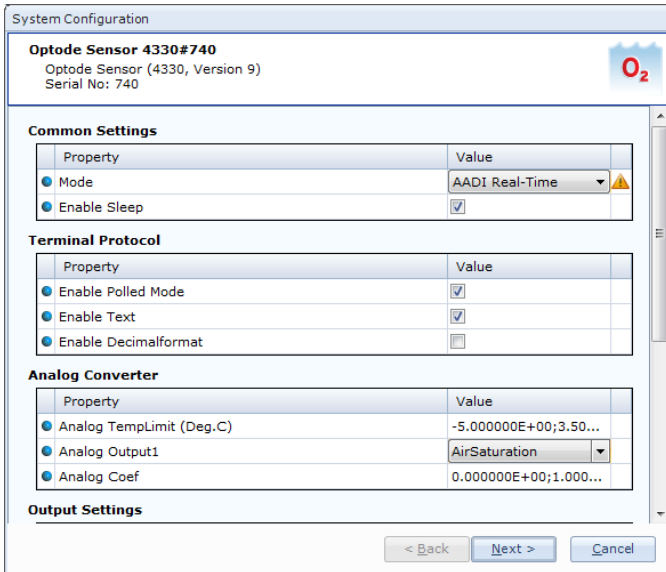 System Configuration
Optode Sensor 4330#740
Optode Sensor (4330, Version 9)
Serial No: 740
O2
Common Settings
Property Value
Mode AADI Real-Time
Enable Sleep
Terminal Protocol
Property Value
Enable Polled Mode
Enable Text
Enable Decimalformat
Analog Converter
Property Value
Analog TempLimit (Deg.C) -5.000000E+00;3.50...
Analog Output1 AirSaturation
Analog Coef 0.000000E+00;1.000...
Output Settings
< Back Next > Cancel